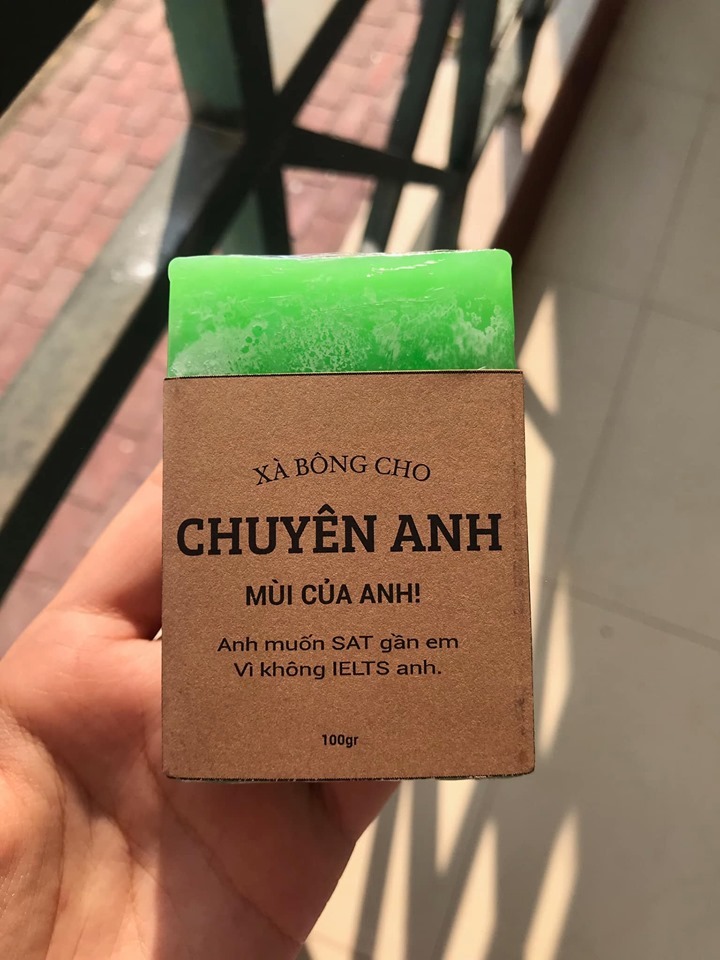 XÀ BÔNG CHO
CHUYÊN ANH
MÙI CỦA ANH!
Anh muốn SAT gần em
Vì không IELTS anh.
100gr